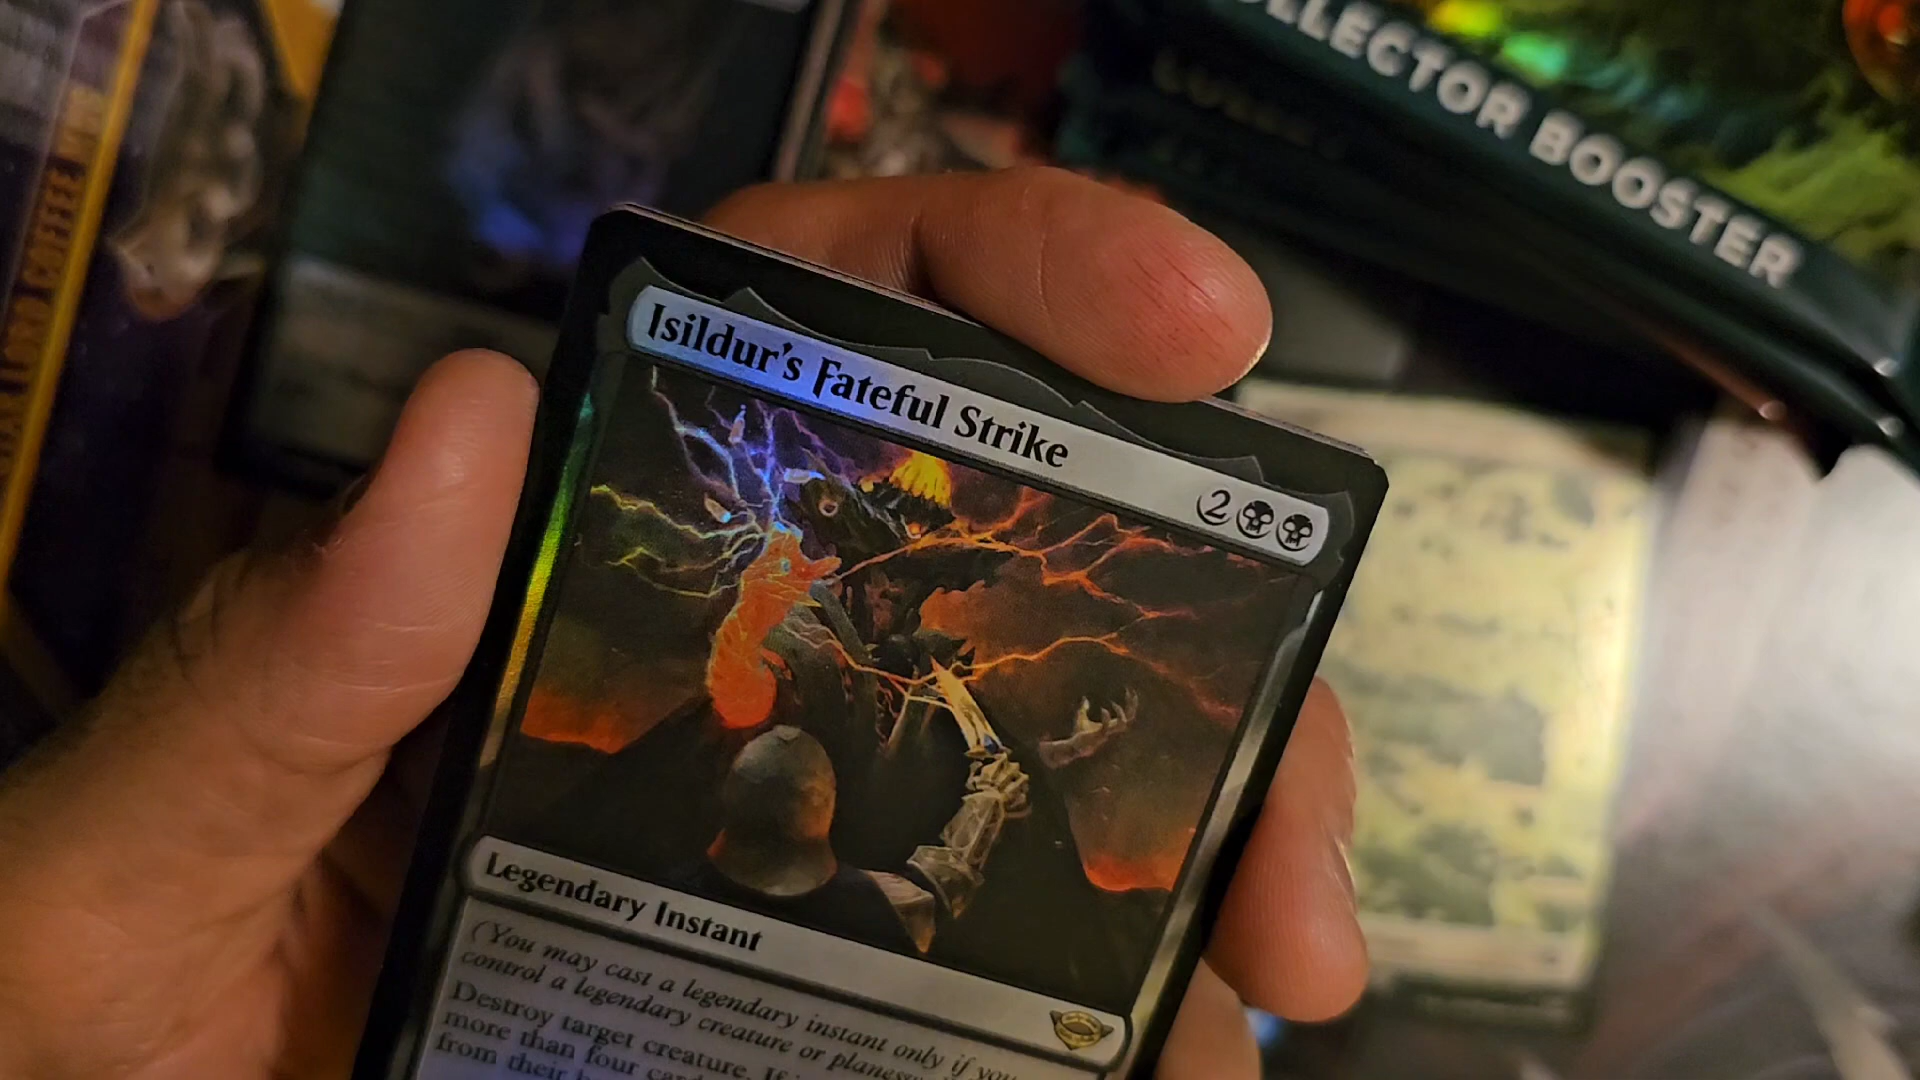 COLLECTOR BOOSTER
COFFEE
Isildur's Fateful Strike
2
Legendary Instant
(You may cast a legendary instant only if you
control a legendary creature or
Destroy target creature. If
more than four
from their